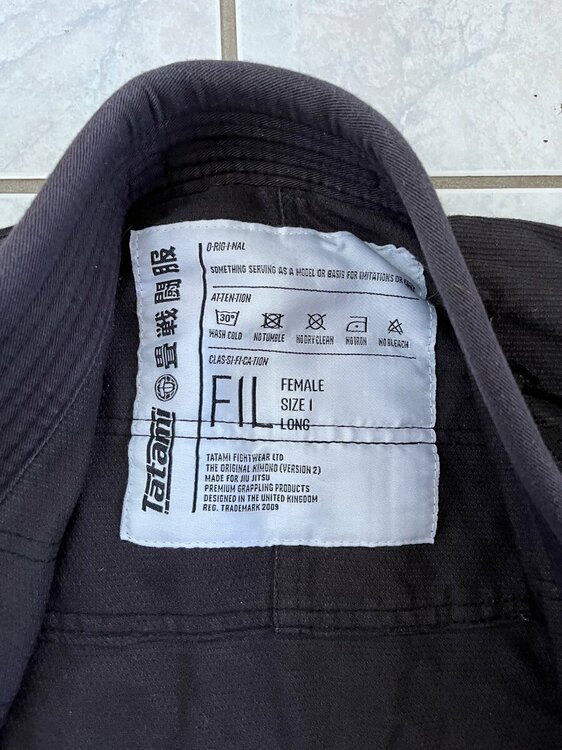 O·RIG·I·NAL
SOMETHING SERVING AS A MODEL OR BASIS FOR IMITATIONS OR
AT·TEN·TION
30°
WASH COLD NO TUMBLE NO DRY CLEAN NO IRON NO BLEACH
CLAS·SI·FI·CA·TION
F1L
FEMALE
SIZE 1
LONG
TATAMI FIGHTWEAR LTD
THE ORIGINAL KIMONO (VERSION 2)
MADE FOR JIU JITSU
PREMIUM GRAPPLING PRODUCTS
DESIGNED IN THE UNITED KINGDOM
REG. TRADEMARK 2009
Tatami 畳戦闘服